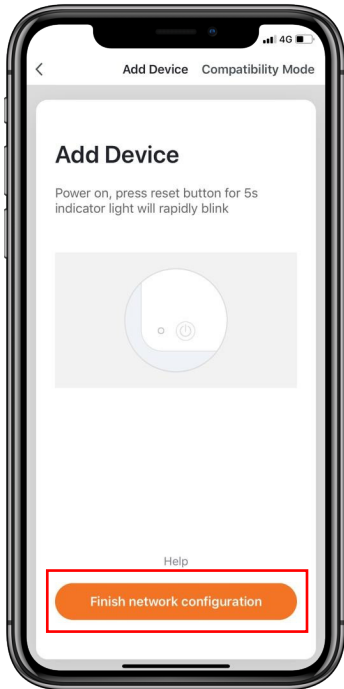 4G
Add Device Compatibility Mode
Add Device
Power on, press reset button for 5s
indicator light will rapidly blink
Help
Finish network configuration